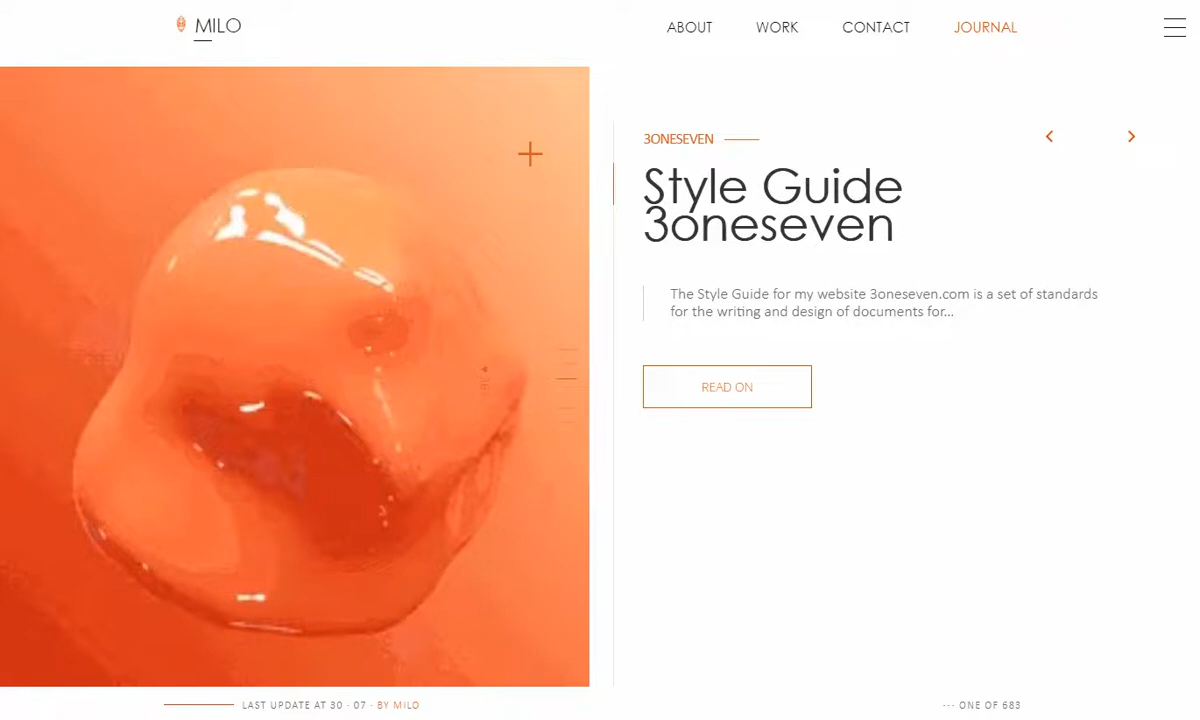 MILO
ABOUT WORK CONTACT JOURNAL
3ONESEVEN
Style Guide
3oneseven
The Style Guide for my website 3oneseven.com is a set of standards
for the writing and design of documents for...
READ ON
LAST UPDATE AT 30 · 07 · BY MILO
··· ONE OF 683